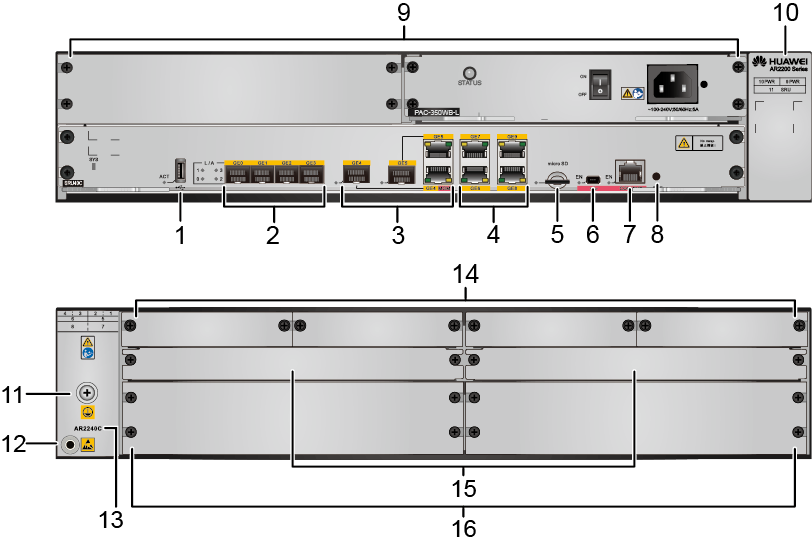 9
10
HUAWEI
AR2200 Series
10 PWR 9 PWR
11 SRU
STATUS
ON
OFF
~100-240V;50/60Hz;5A
PAC-350WB-L
SYS
ACT
L / A
1 3
0 2
GE0 GE1 GE2 GE3
GE4
GE5
GE6 GE7 GE9
micro SD
EN
EN
1 2 3 4 5 6 7 8
14
4 3 2 1
6 5
8 7
11
AR2240C
12
13
15
16